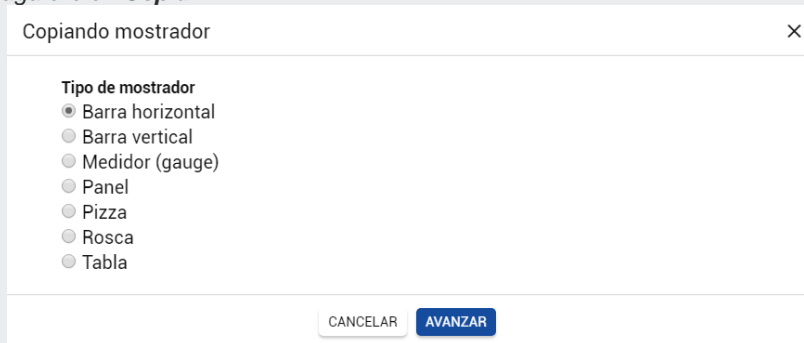 Copiando mostrador
Tipo de mostrador
Barra horizontal
Barra vertical
Medidor (gauge)
Panel
Pizza
Rosca
Tabla
CANCELAR AVANZAR